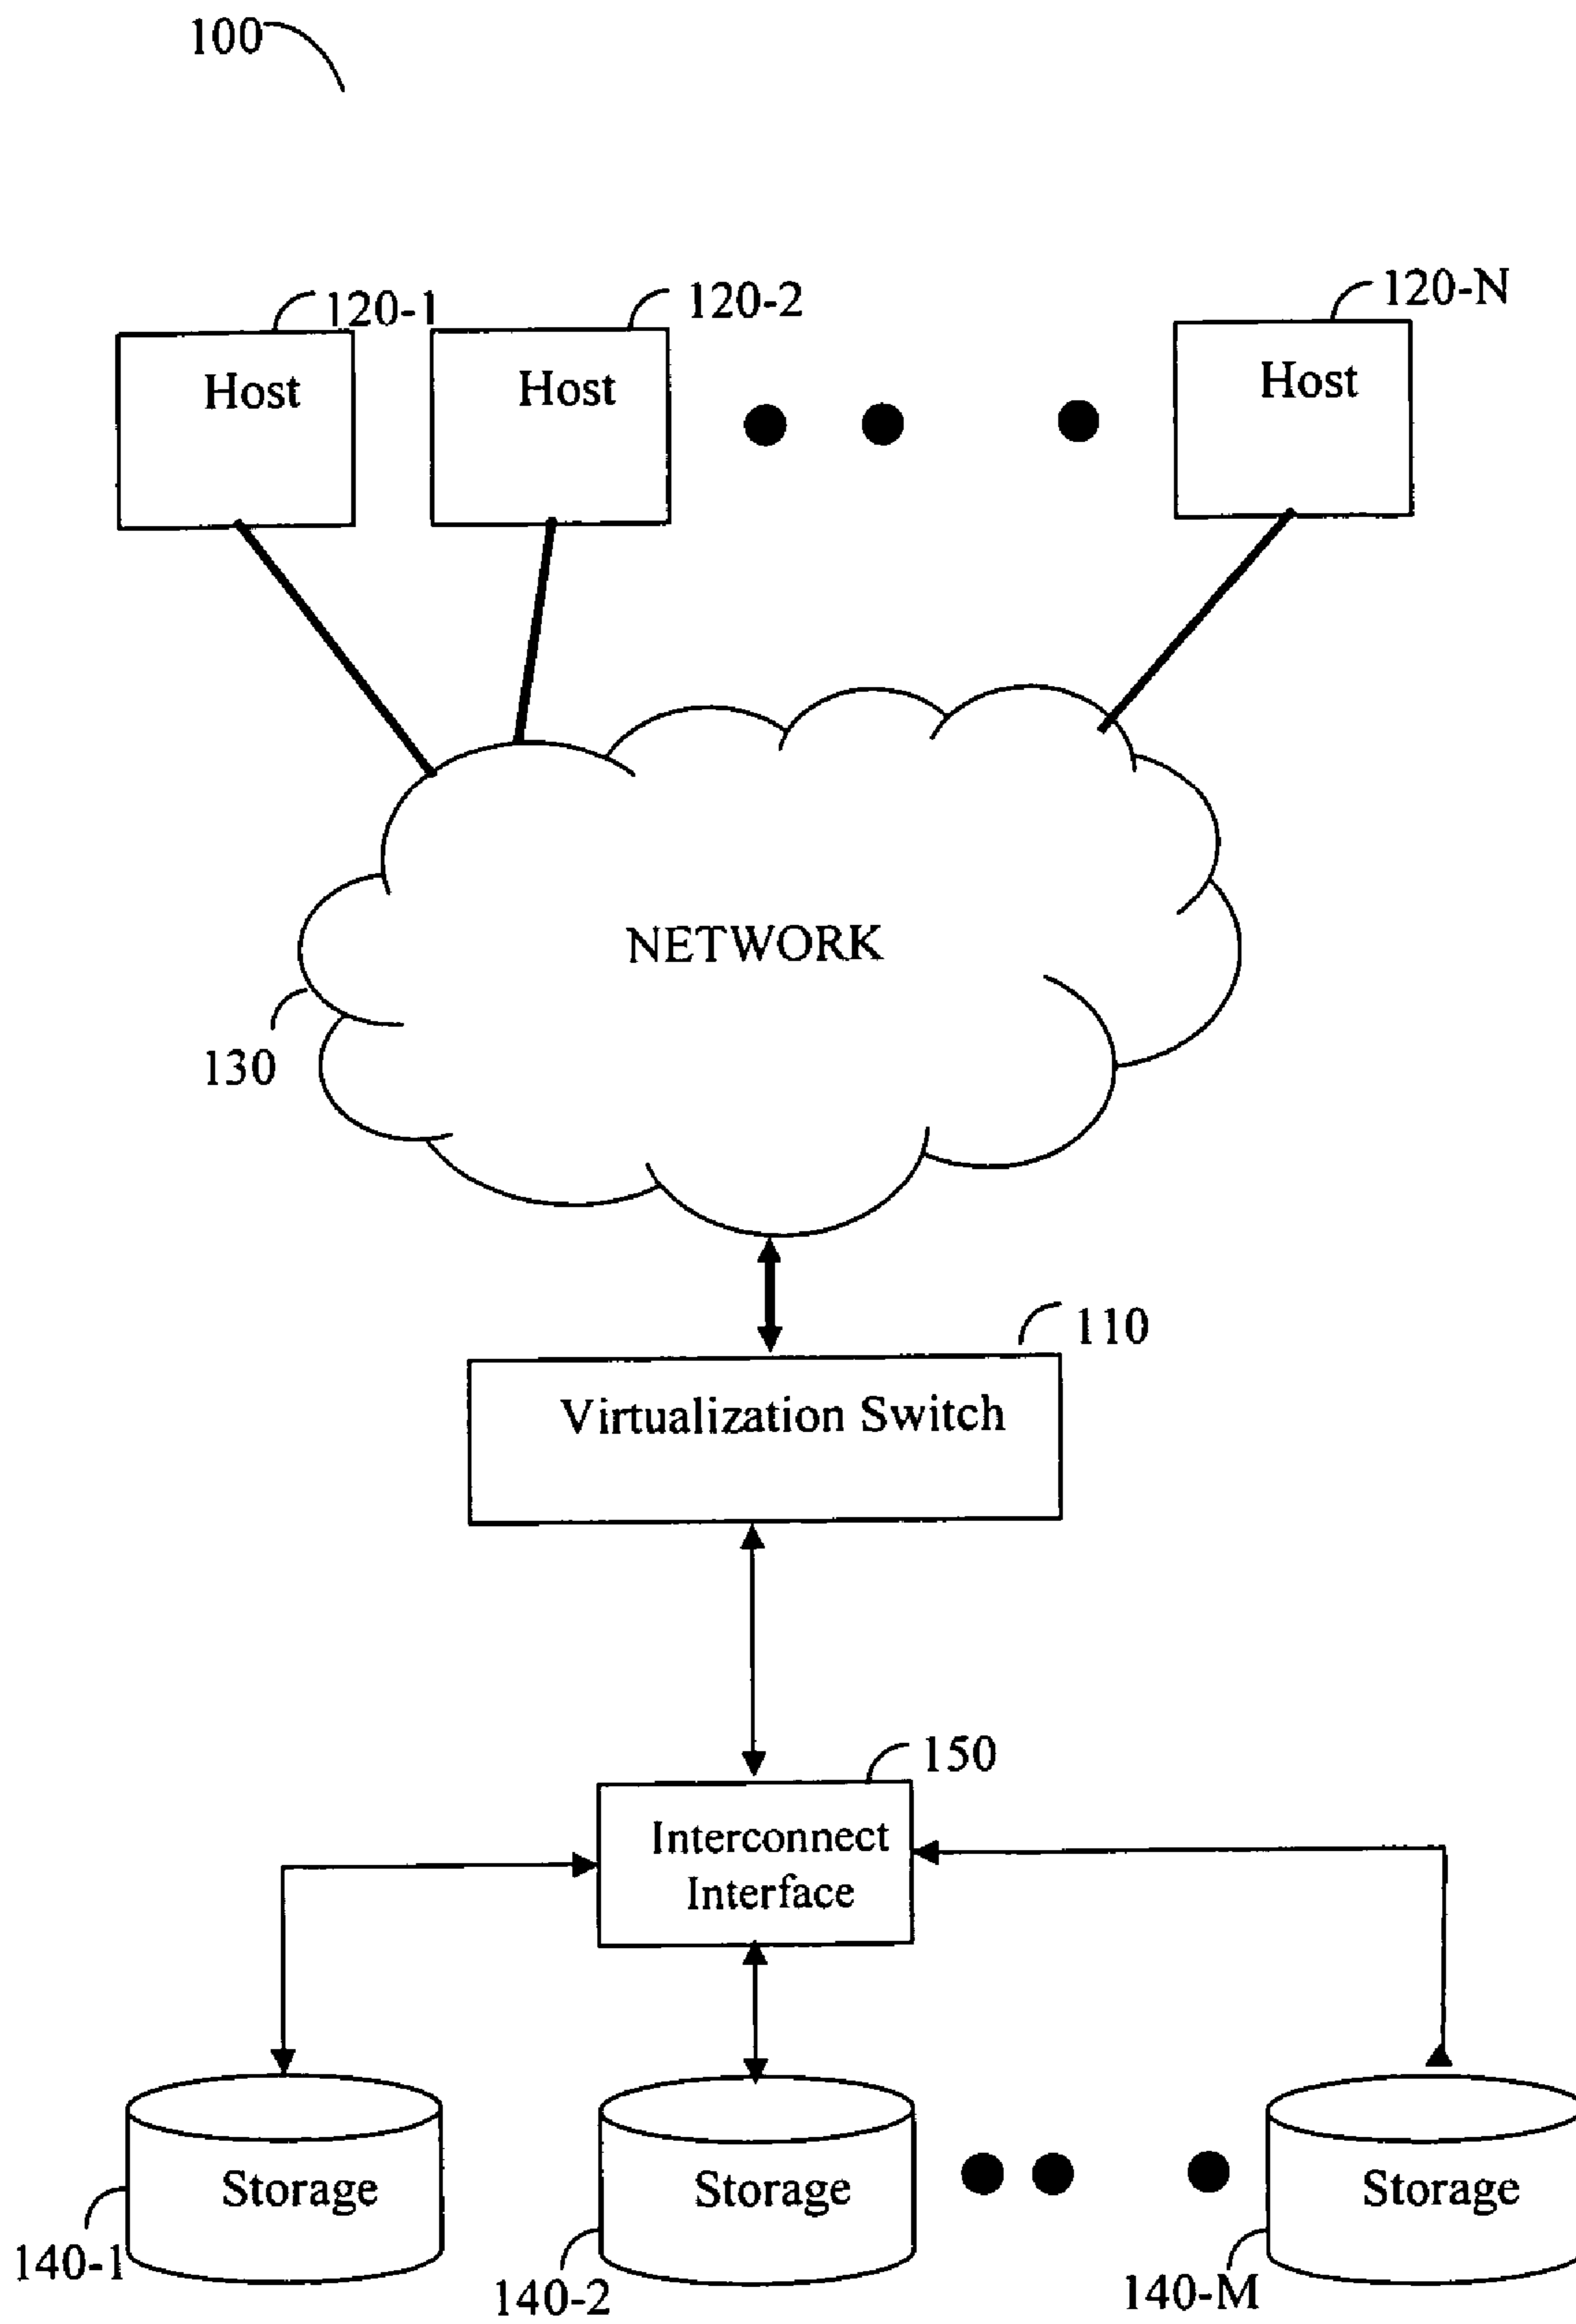 100
120-1
120-2
120-N
Host
Host
Host
NETWORK
130
110
Virtualization Switch
150
Interconnect
Interface
Storage
Storage
Storage
140-1
140-2
140-M